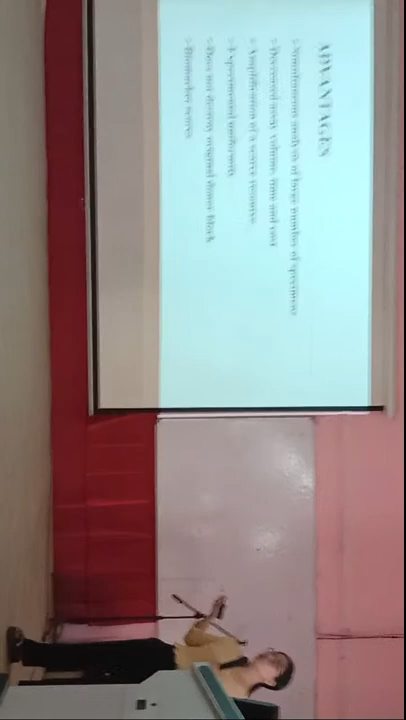 ADVANTAGES
Simultaneous analysis of large number of specimens
Decreased assay volume, time and cost
Amplification of a scarce resource
Experimental uniformity
Does not destroy original donor block